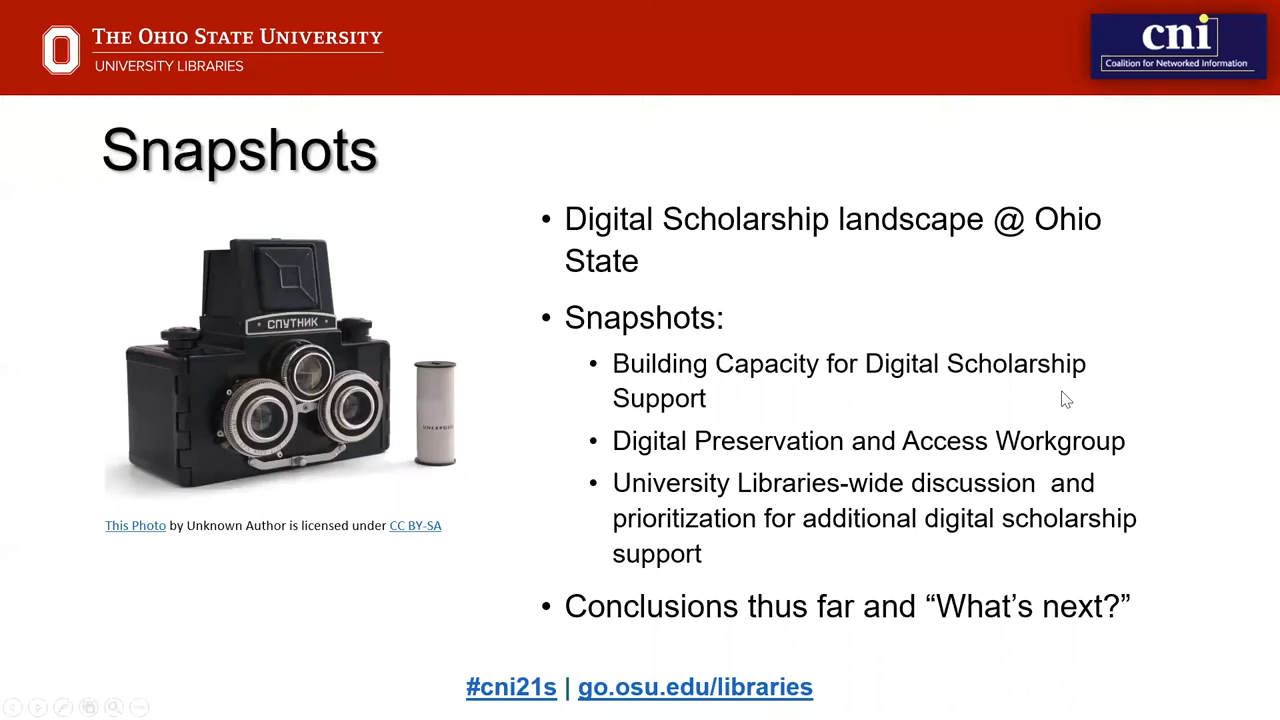 THE OHIO STATE UNIVERSITY
UNIVERSITY LIBRARIES
cni
Coalition for Networked Information
Snapshots
СПУТНИК
This Photo by Unknown Author is licensed under CC BY-SA
• Digital Scholarship landscape @ Ohio
State
• Snapshots:
• Building Capacity for Digital Scholarship
Support
• Digital Preservation and Access Workgroup
• University Libraries-wide discussion and
prioritization for additional digital scholarship
support
• Conclusions thus far and “What’s next?”
#cni21s | go.osu.edu/libraries